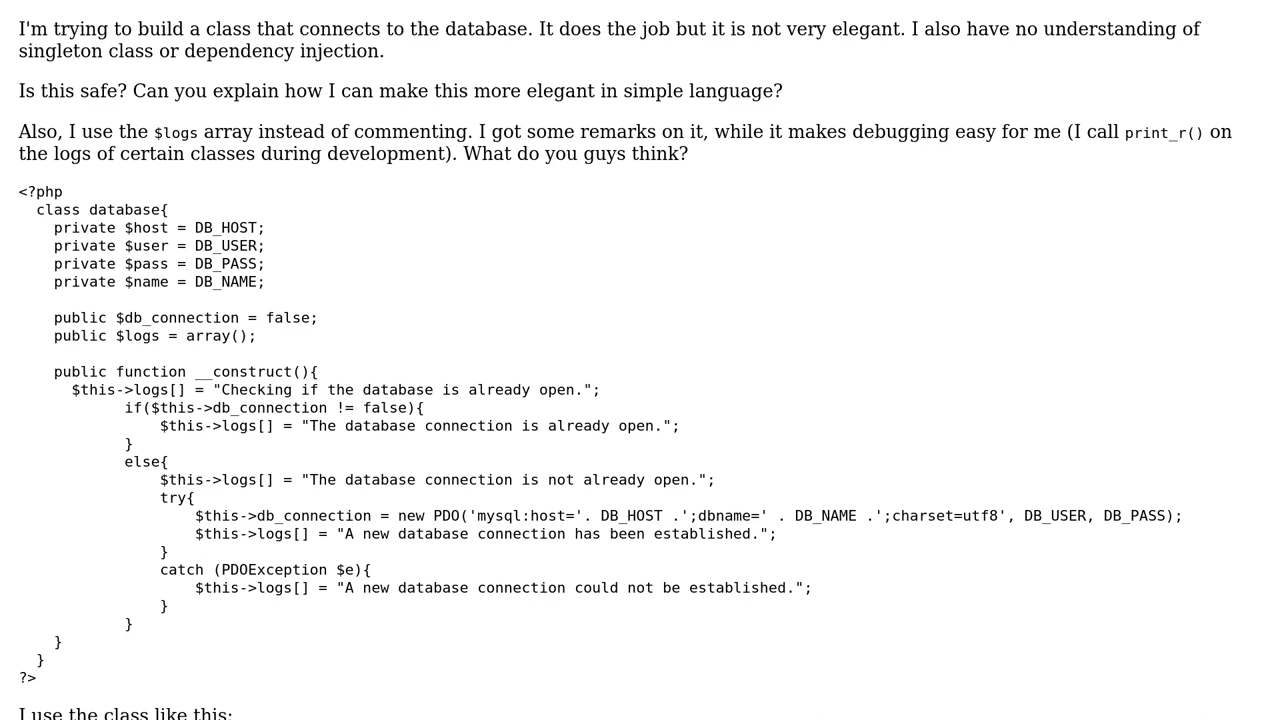 I'm trying to build a class that connects to the database. It does the job but it is not very elegant. I also have no understanding of
singleton class or dependency injection.
Is this safe? Can you explain how I can make this more elegant in simple language?
Also, I use the $logs array instead of commenting. I got some remarks on it, while it makes debugging easy for me (I call print_r() on
the logs of certain classes during development). What do you guys think?
<?php
  class database{
    private $host = DB_HOST;
    private $user = DB_USER;
    private $pass = DB_PASS;
    private $name = DB_NAME;

    public $db_connection = false;
    public $logs = array();

    public function __construct(){
      $this->logs[] = "Checking if the database is already open.";
            if($this->db_connection != false){
                $this->logs[] = "The database connection is already open.";
            }
            else{
                $this->logs[] = "The database connection is not already open.";
                try{
                    $this->db_connection = new PDO('mysql:host='. DB_HOST .';dbname=' . DB_NAME .';charset=utf8', DB_USER, DB_PASS);
                    $this->logs[] = "A new database connection has been established.";
                }
                catch (PDOException $e){
                    $this->logs[] = "A new database connection could not be established.";
                }
            }
    }
  }
?>
I use the class like this: